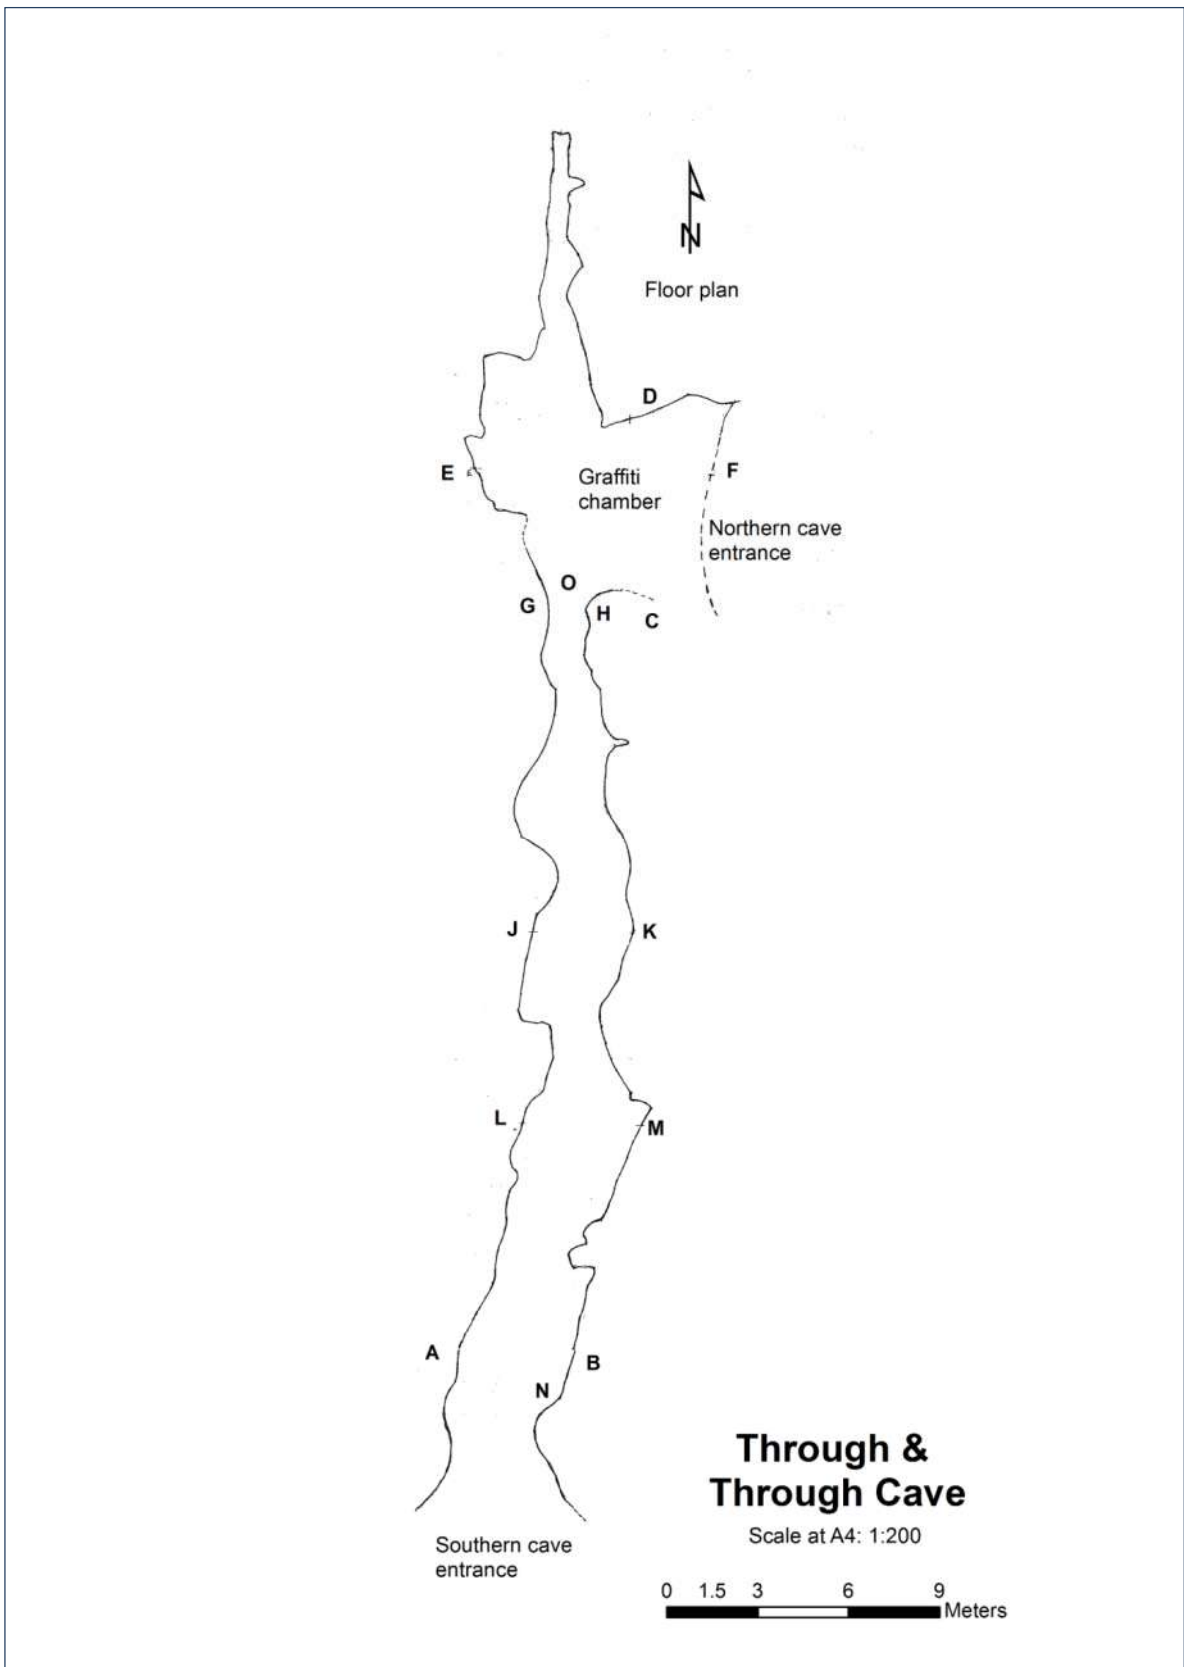 N
Floor plan
D
E
Graffiti
chamber
F
Northern cave
entrance
O
G
H
C
J
K
L
M
A
B
N
Through &
Through Cave
Scale at A4: 1:200
Southern cave
entrance
0 1.5 3 6 9
Meters